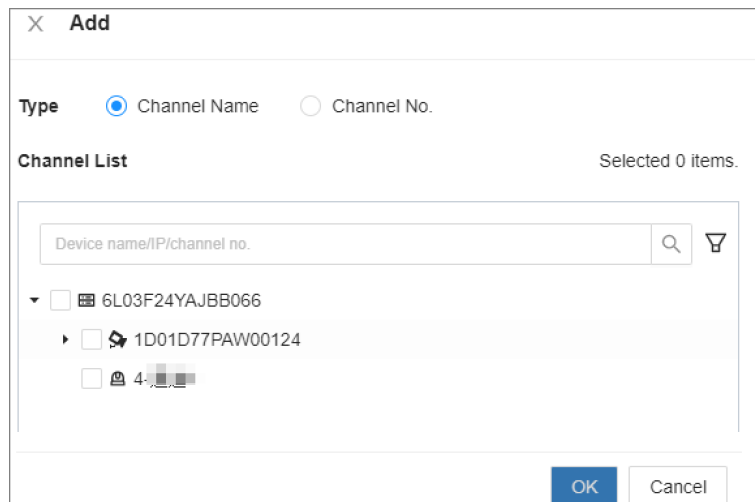 Add
Type Channel Name Channel No.
Channel List Selected 0 items.
Device name/IP/channel no.
6L03F24YAJBB066
1D01D77PAW00124
4-
OK Cancel